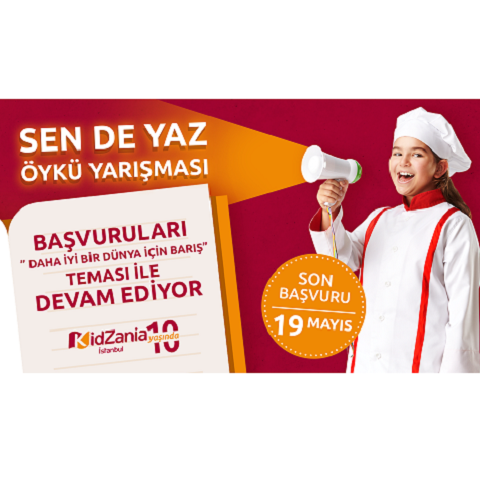 SEN DE YAZ
ÖYKÜ YARIŞMASI
BAŞVURULARI
" DAHA İYİ BİR DÜNYA İÇİN BARIŞ"
TEMASI İLE
DEVAM EDİYOR
KidZania
İstanbul
10
yaşında
SON
BAŞVURU
19 MAYIS